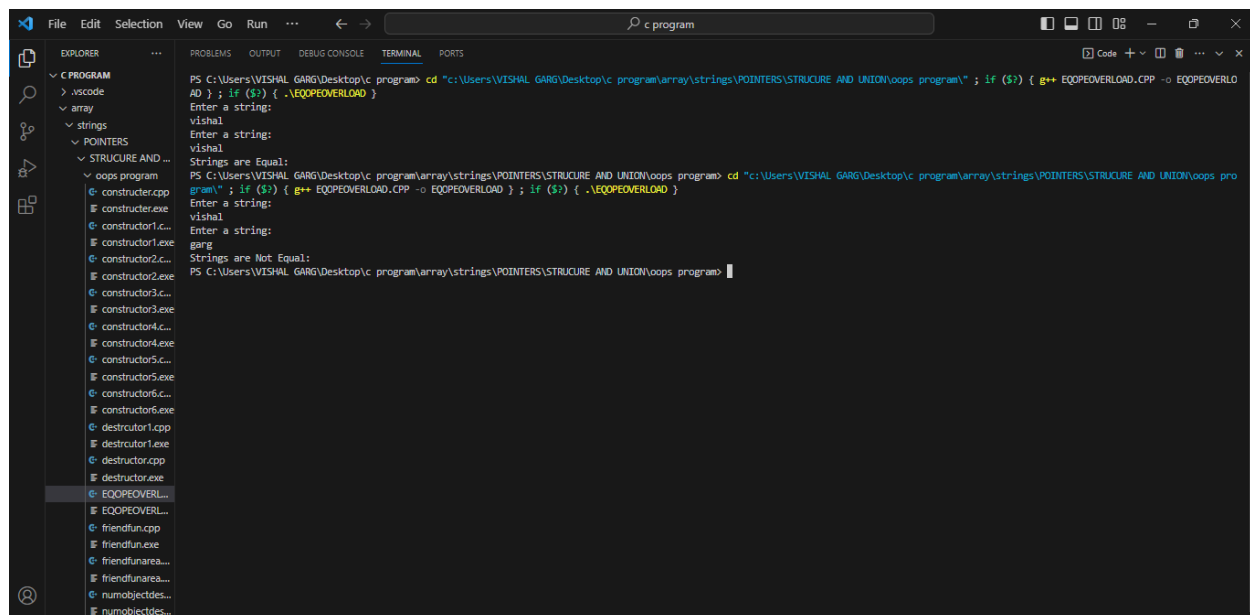 File Edit Selection View Go Run ··· ← → c program
EXPLORER ···
C PROGRAM
.vscode
array
strings
POINTERS
STRUCURE AND ...
oops program
constructer.cpp
constructer.exe
constructor1.c...
constructor1.exe
constructor2.c...
constructor2.exe
constructor3.c...
constructor3.exe
constructor4.c...
constructor4.exe
constructor5.c...
constructor5.exe
constructor6.c...
constructor6.exe
destrcutor1.cpp
destrcutor1.exe
destructor.cpp
destructor.exe
EQOPEOVERL...
EQOPEOVERL...
friendfun.cpp
friendfun.exe
friendfunarea....
friendfunarea....
numobjectdes...
numobjectdes...
PROBLEMS OUTPUT DEBUG CONSOLE TERMINAL PORTS Code
PS C:\Users\VISHAL GARG\Desktop\c program> cd "c:\Users\VISHAL GARG\Desktop\c program\array\strings\POINTERS\STRUCURE AND UNION\oops program\" ; if ($?) { g++ EQOPEOVERLOAD.CPP -o EQOPEOVERLO
AD } ; if ($?) { .\EQOPEOVERLOAD }
Enter a string:
vishal
Enter a string:
vishal
Strings are Equal:
PS C:\Users\VISHAL GARG\Desktop\c program\array\strings\POINTERS\STRUCURE AND UNION\oops program> cd "c:\Users\VISHAL GARG\Desktop\c program\array\strings\POINTERS\STRUCURE AND UNION\oops pro
gram\" ; if ($?) { g++ EQOPEOVERLOAD.CPP -o EQOPEOVERLOAD } ; if ($?) { .\EQOPEOVERLOAD }
Enter a string:
vishal
Enter a string:
garg
Strings are Not Equal:
PS C:\Users\VISHAL GARG\Desktop\c program\array\strings\POINTERS\STRUCURE AND UNION\oops program>